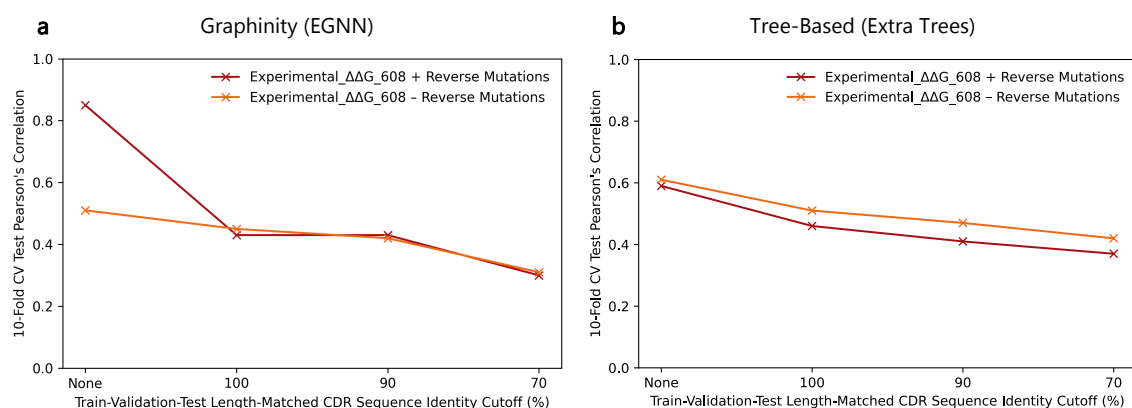 a
Graphinity (EGNN)
1.0
0.8
0.6
0.4
0.2
0.0
10-Fold CV Test Pearson's Correlation
Experimental_ΔΔG_608 + Reverse Mutations
Experimental_ΔΔG_608 – Reverse Mutations
None
100
90
70
Train-Validation-Test Length-Matched CDR Sequence Identity Cutoff (%)
b
Tree-Based (Extra Trees)
1.0
0.8
0.6
0.4
0.2
0.0
10-Fold CV Test Pearson's Correlation
Experimental_ΔΔG_608 + Reverse Mutations
Experimental_ΔΔG_608 – Reverse Mutations
None
100
90
70
Train-Validation-Test Length-Matched CDR Sequence Identity Cutoff (%)